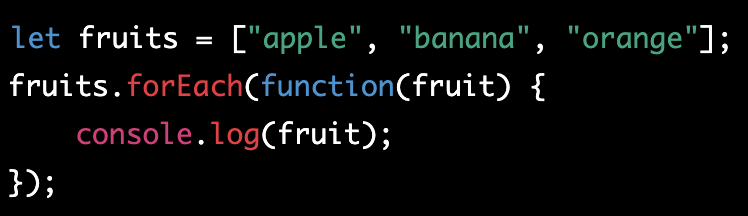 let fruits = ["apple", "banana", "orange"];
fruits.forEach(function(fruit) {
    console.log(fruit);
});